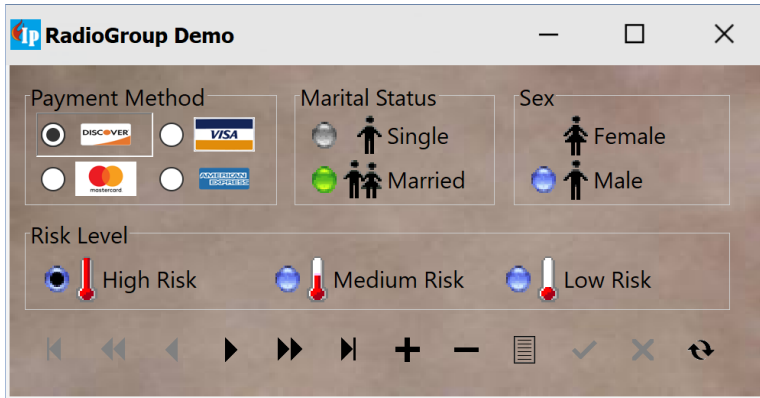 Ip RadioGroup Demo
Payment Method
DISCOVER VISA
mastercard AMERICAN EXPRESS
Marital Status
Single
Married
Sex
Female
Male
Risk Level
High Risk Medium Risk Low Risk